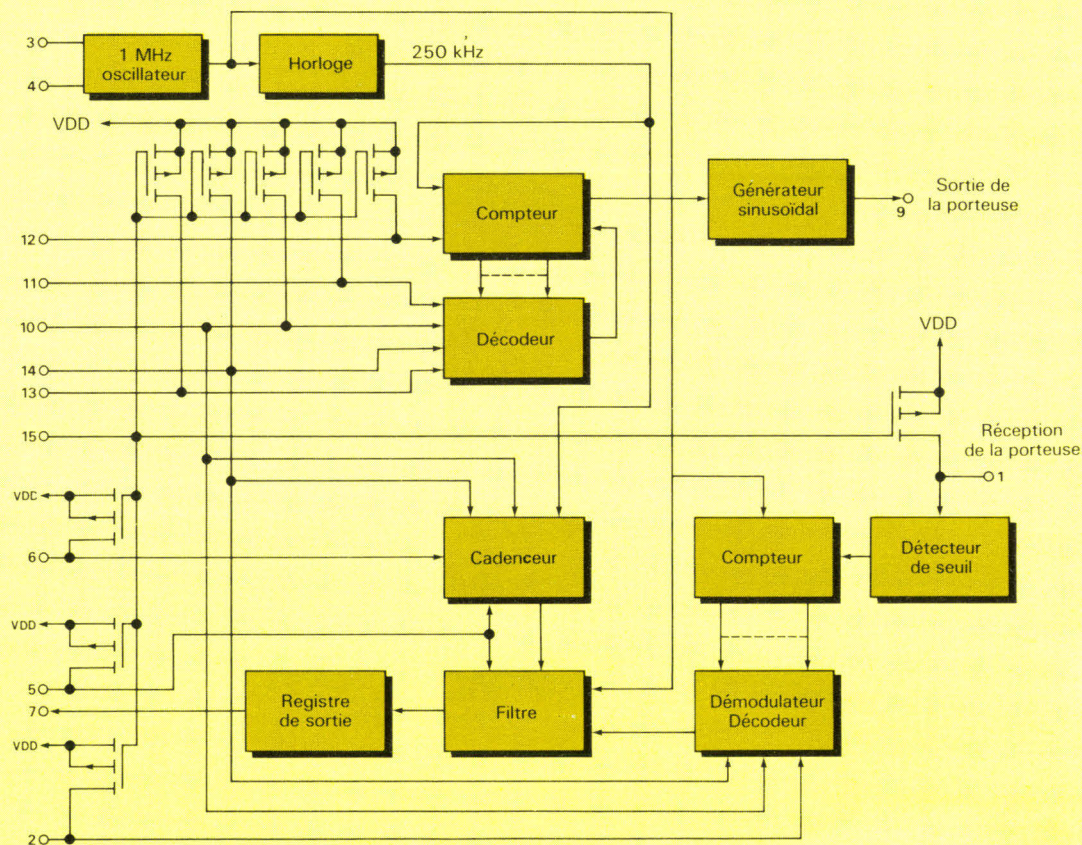 3
1 MHz
oscillateur
4
Horloge
250 kHz
VDD
Compteur
Générateur
sinusoïdal
9
Sortie de
la porteuse
12
11
10
Décodeur
14
13
VDD
15
Réception
de la porteuse
1
VDD
6
Cadenceur
Compteur
Détecteur
de seuil
VDD
5
7
Registre
de sortie
Filtre
Démodulateur
Décodeur
VDD
2